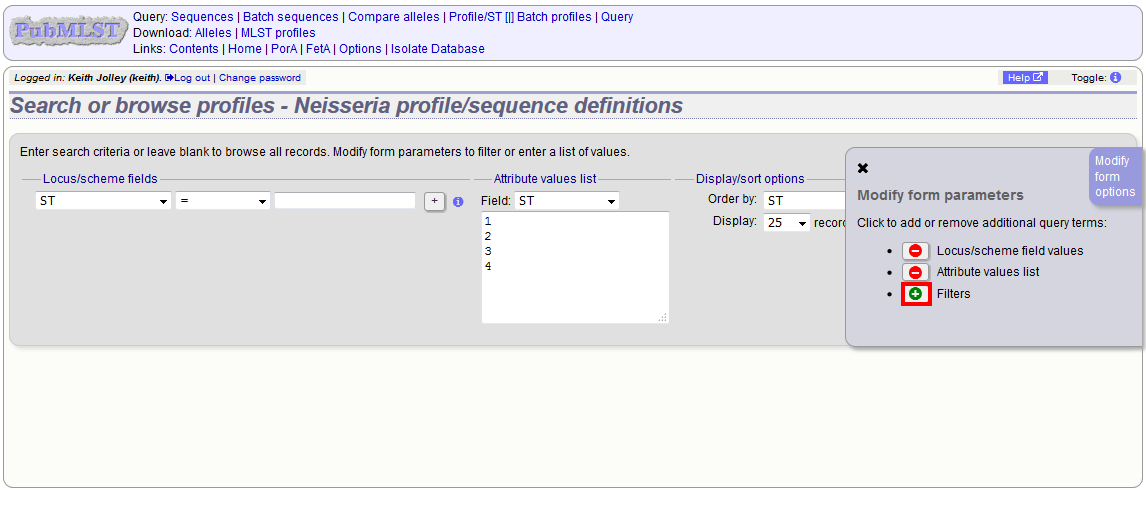 PubMLST
Query: Sequences | Batch sequences | Compare alleles | Profile/ST [|] Batch profiles | Query
Download: Alleles | MLST profiles
Links: Contents | Home | PorA | FetA | Options | Isolate Database
Logged in: Keith Jolley (keith). Log out | Change password
Help
Toggle:
Search or browse profiles - Neisseria profile/sequence definitions
Enter search criteria or leave blank to browse all records. Modify form parameters to filter or enter a list of values.
Locus/scheme fields
ST = +
Attribute values list
Field: ST
1
2
3
4
Display/sort options
Order by: ST
Display: 25
Modify form options
Modify form parameters
Click to add or remove additional query terms:
Locus/scheme field values
Attribute values list
Filters